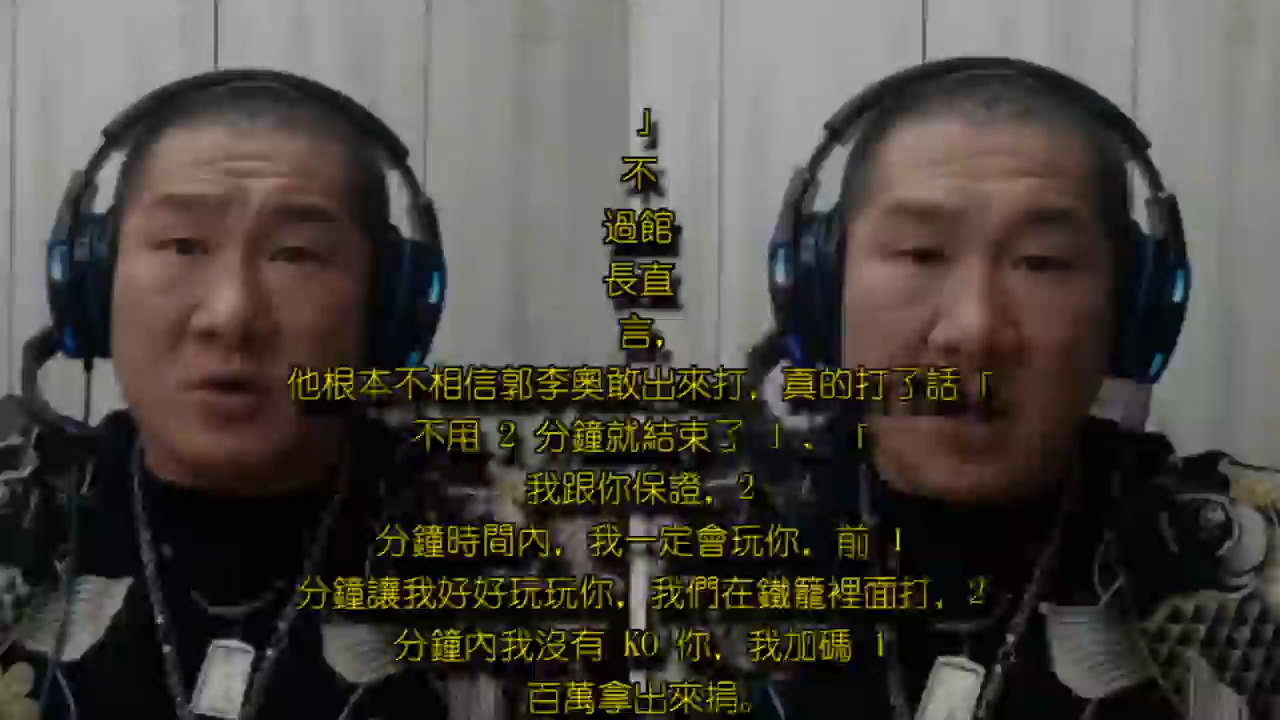 」
不
過館
長直
言，
他根本不相信郭李奧敢出來打，真的打了話「
不用 2 分鐘就結束了 」、「
我跟你保證，2
分鐘時間內，我一定會玩你，前 1
分鐘讓我好好玩玩你，我們在鐵籠裡面打，2
分鐘內我沒有 KO 你，我加碼 1
百萬拿出來捐。